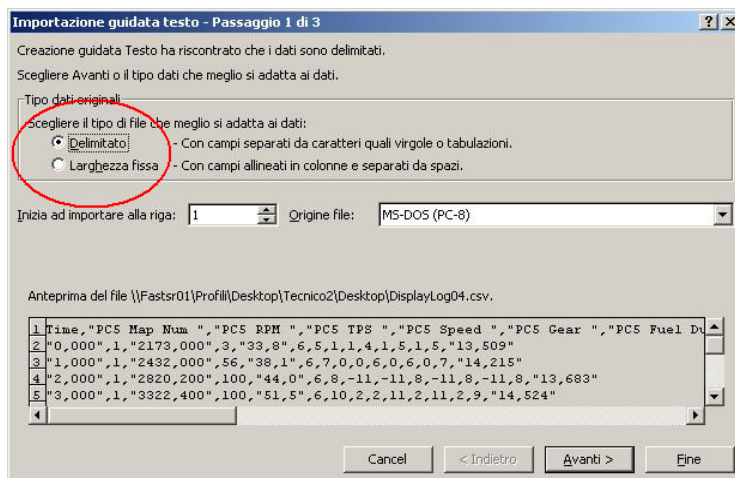 Importazione guidata testo - Passaggio 1 di 3
Creazione guidata Testo ha riscontrato che i dati sono delimitati.
Scegliere Avanti o il tipo dati che meglio si adatta ai dati.
Tipo dati originali
Scegliere il tipo di file che meglio si adatta ai dati:
Delimitato - Con campi separati da caratteri quali virgole o tabulazioni.
Larghezza fissa - Con campi allineati in colonne e separati da spazi.
Inizia ad importare alla riga: 1 Origine file: MS-DOS (PC-8)
Anteprima del file \\Fastsr01\Profili\Desktop\Tecnico2\Desktop\DisplayLog04.csv.
1 Time,"PC5 Map Num ","PC5 RPM ","PC5 TPS ","PC5 Speed ","PC5 Gear ","PC5 Fuel Du
2 "0,000",1,"2173,000",3,"33,8",6,5,1,1,4,1,5,1,5,"13,509"
3 "1,000",1,"2432,000",56,"38,1",6,7,0,0,6,0,6,0,7,"14,215"
4 "2,000",1,"2820,200",100,"44,0",6,8,-11,-11,8,-11,8,-11,8,"13,683"
5 "3,000",1,"3322,400",100,"51,5",6,10,2,2,11,2,11,2,9,"14,524"
Cancel < Indietro Avanti > Fine